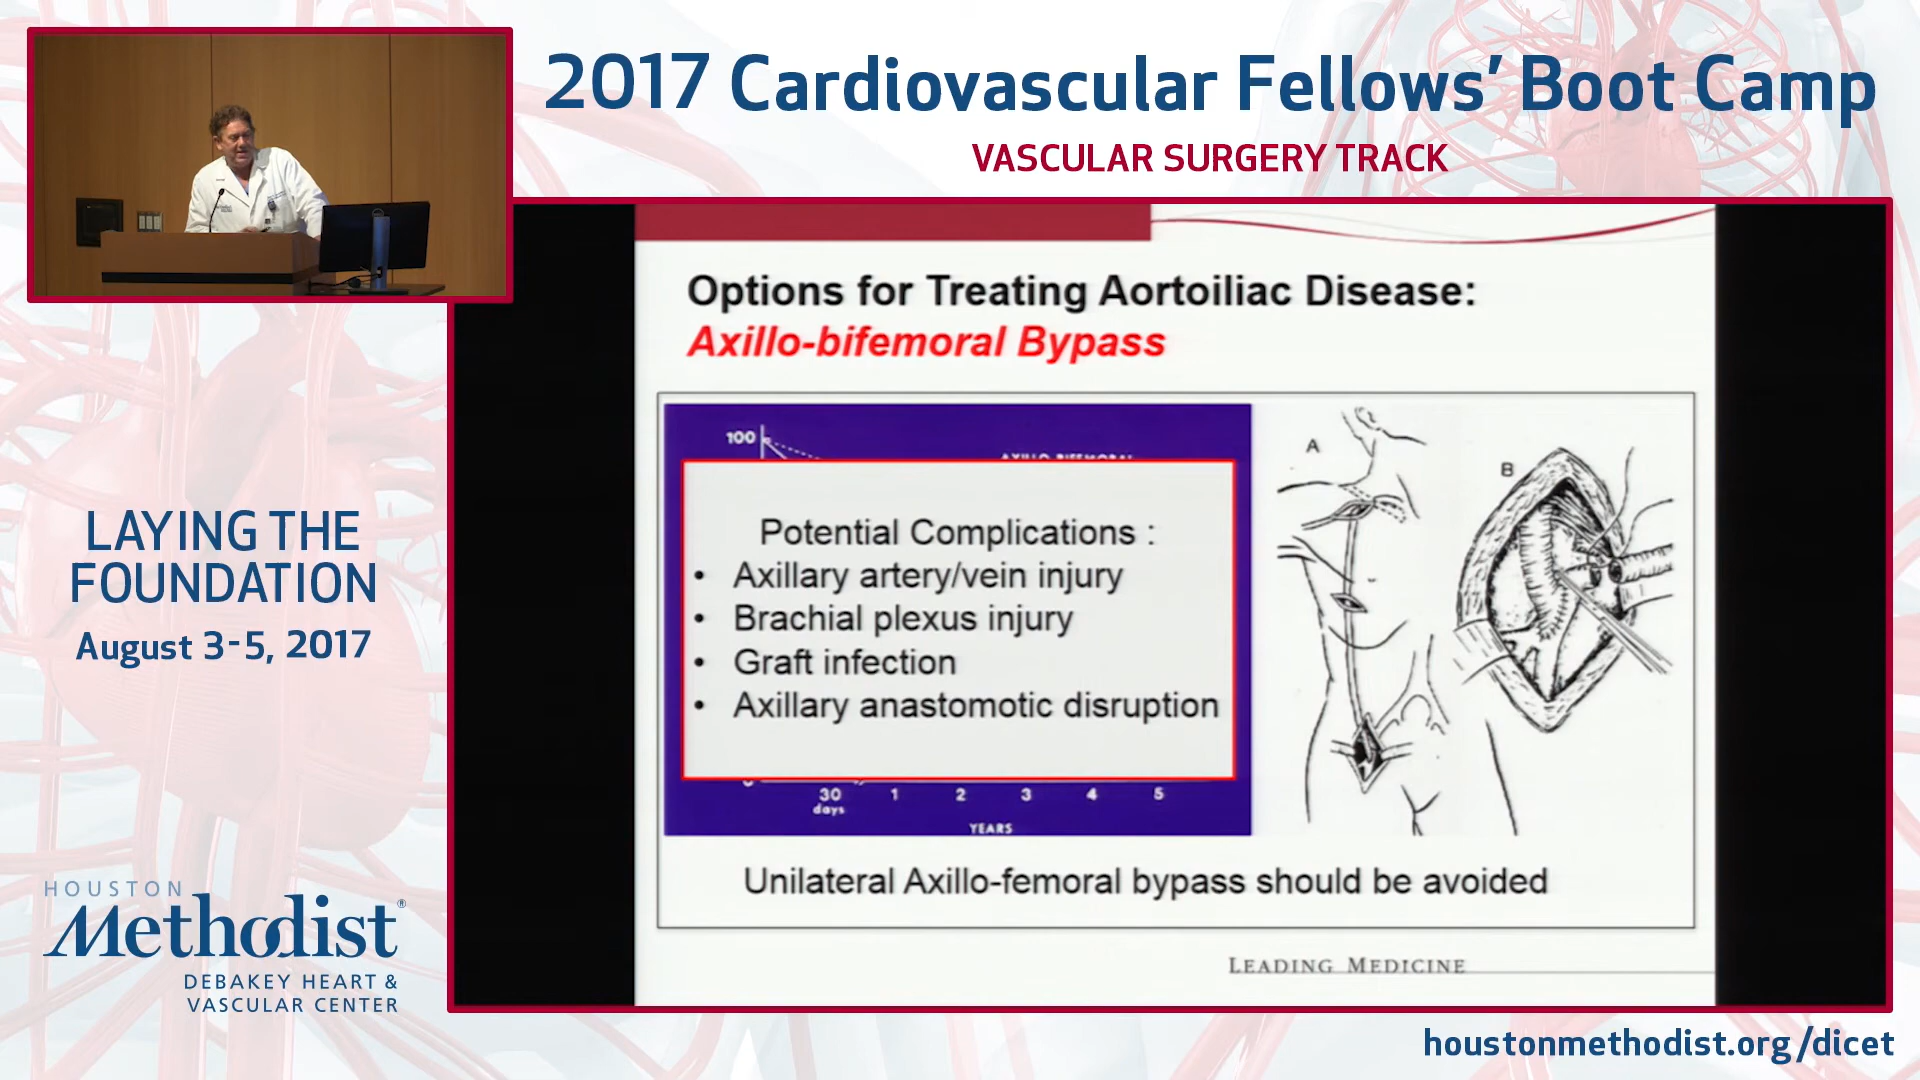 2017 Cardiovascular Fellows’ Boot Camp
VASCULAR SURGERY TRACK
LAYING THE
FOUNDATION
August 3-5, 2017
HOUSTON
Methodist®
DEBAKEY HEART &
VASCULAR CENTER
Options for Treating Aortoiliac Disease:
Axillo-bifemoral Bypass
100
Potential Complications :
• Axillary artery/vein injury
• Brachial plexus injury
• Graft infection
• Axillary anastomotic disruption
30 1 2 3 4 5
days
YEARS
A
B
Unilateral Axillo-femoral bypass should be avoided
LEADING MEDICINE
houstonmethodist.org/dicet